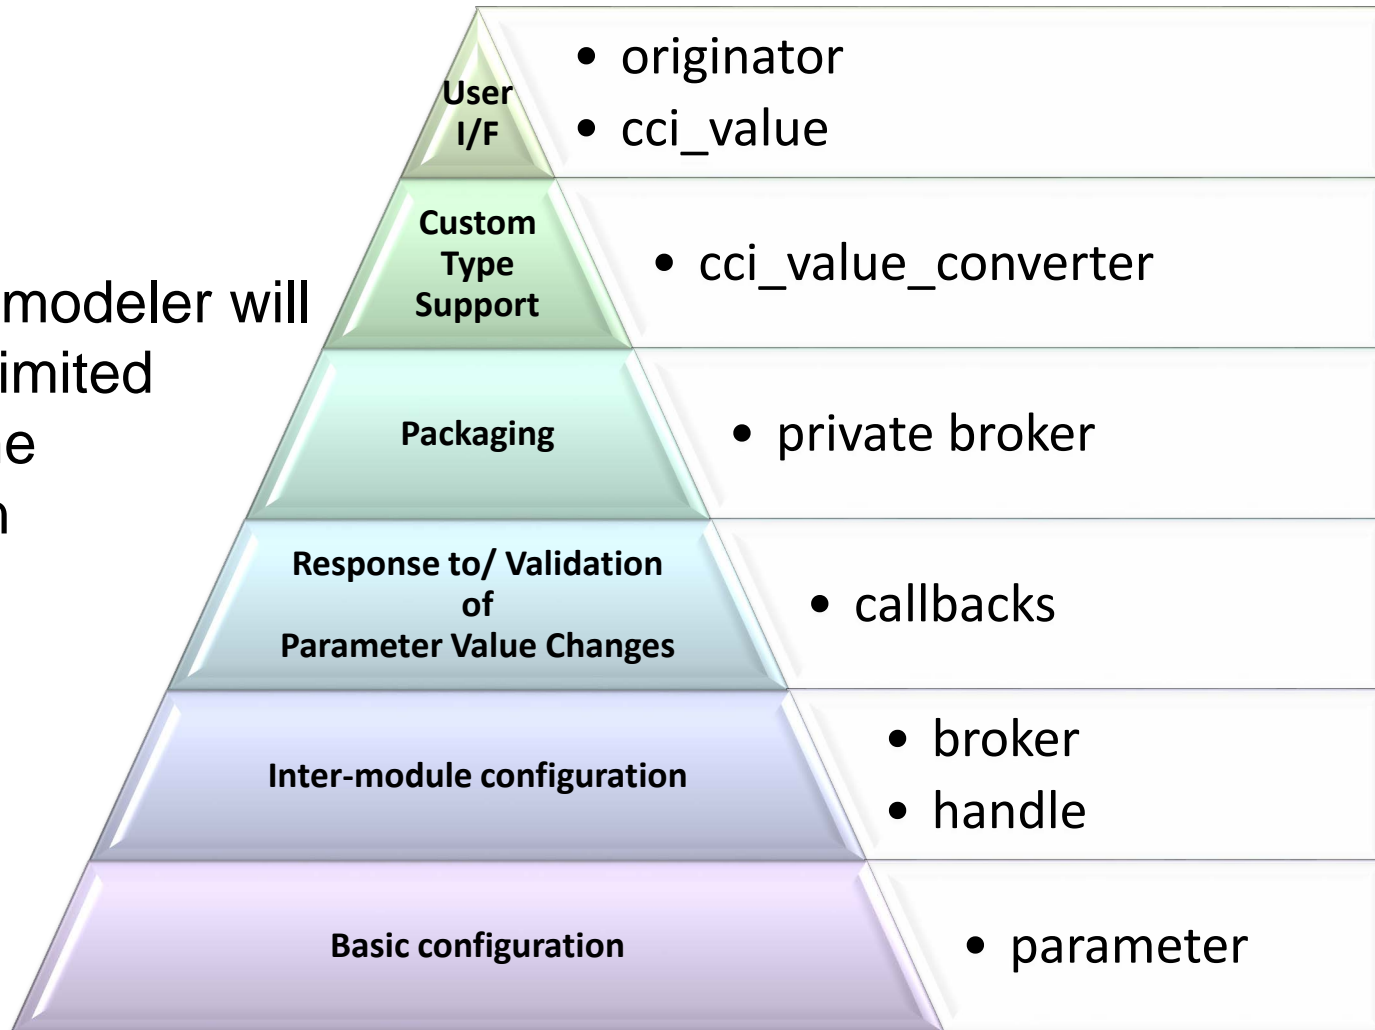 User
I/F
• originator
• cci_value
Custom
Type
Support
• cci_value_converter
modeler will
imited
Packaging
• private broker
Response to/ Validation
of
Parameter Value Changes
• callbacks
Inter-module configuration
• broker
• handle
Basic configuration
• parameter